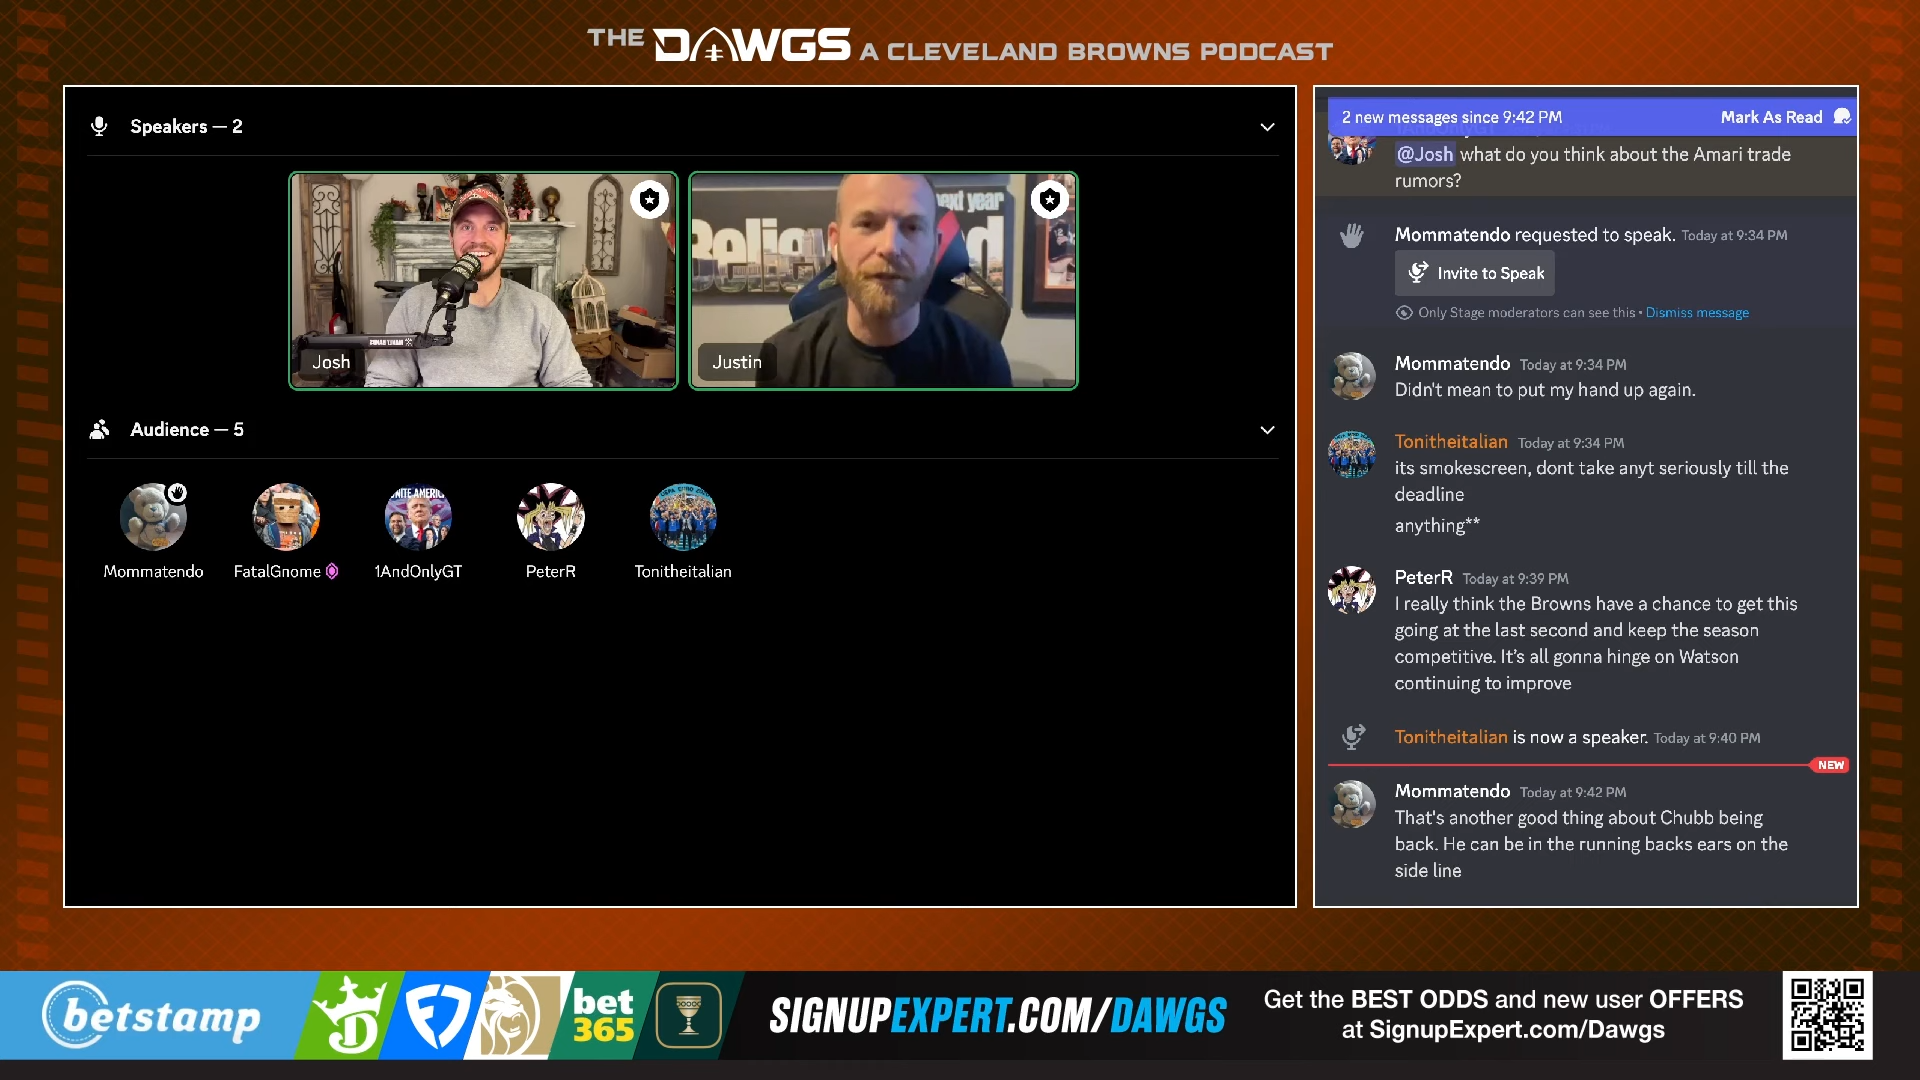 THE DAWGS A CLEVELAND BROWNS PODCAST
Speakers — 2
Josh
Justin
Audience — 5
Mommatendo
FatalGnome
1AndOnlyGT
PeterR
Tonitheitalian
2 new messages since 9:42 PM
Mark As Read
@Josh what do you think about the Amari trade
rumors?
Mommatendo requested to speak. Today at 9:34 PM
Invite to Speak
Only Stage moderators can see this • Dismiss message
Mommatendo Today at 9:34 PM
Didn't mean to put my hand up again.
Tonitheitalian Today at 9:34 PM
its smokescreen, dont take anyt seriously till the
deadline
anything**
PeterR Today at 9:39 PM
I really think the Browns have a chance to get this
going at the last second and keep the season
competitive. It's all gonna hinge on Watson
continuing to improve
Tonitheitalian is now a speaker. Today at 9:40 PM
NEW
Mommatendo Today at 9:42 PM
That's another good thing about Chubb being
back. He can be in the running backs ears on the
side line
betstamp
bet
365
SIGNUPEXPERT.COM/DAWGS
Get the BEST ODDS and new user OFFERS
at SignupExpert.com/Dawgs